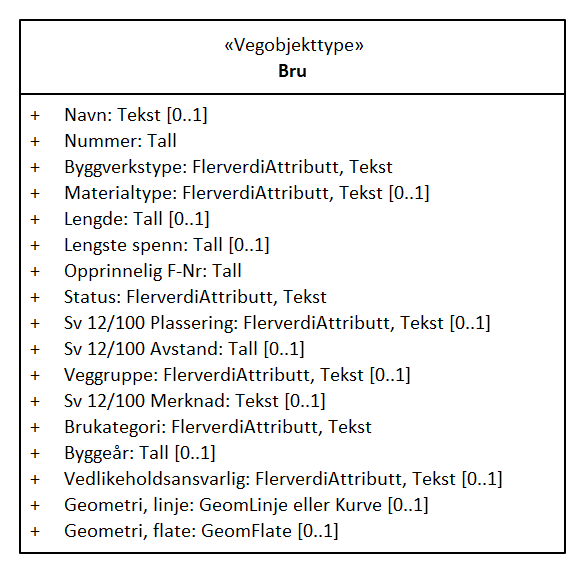 «Vegobjekttype»
Bru
+ Navn: Tekst [0..1]
+ Nummer: Tall
+ Byggverkstype: FlerverdiAttributt, Tekst
+ Materialtype: FlerverdiAttributt, Tekst [0..1]
+ Lengde: Tall [0..1]
+ Lengste spenn: Tall [0..1]
+ Opprinnelig F-Nr: Tall
+ Status: FlerverdiAttributt, Tekst
+ Sv 12/100 Plassering: FlerverdiAttributt, Tekst [0..1]
+ Sv 12/100 Avstand: Tall [0..1]
+ Veggruppe: FlerverdiAttributt, Tekst [0..1]
+ Sv 12/100 Merknad: Tekst [0..1]
+ Brukategori: FlerverdiAttributt, Tekst
+ Byggeår: Tall [0..1]
+ Vedlikeholdsansvarlig: FlerverdiAttributt, Tekst [0..1]
+ Geometri, linje: GeomLinje eller Kurve [0..1]
+ Geometri, flate: GeomFlate [0..1]